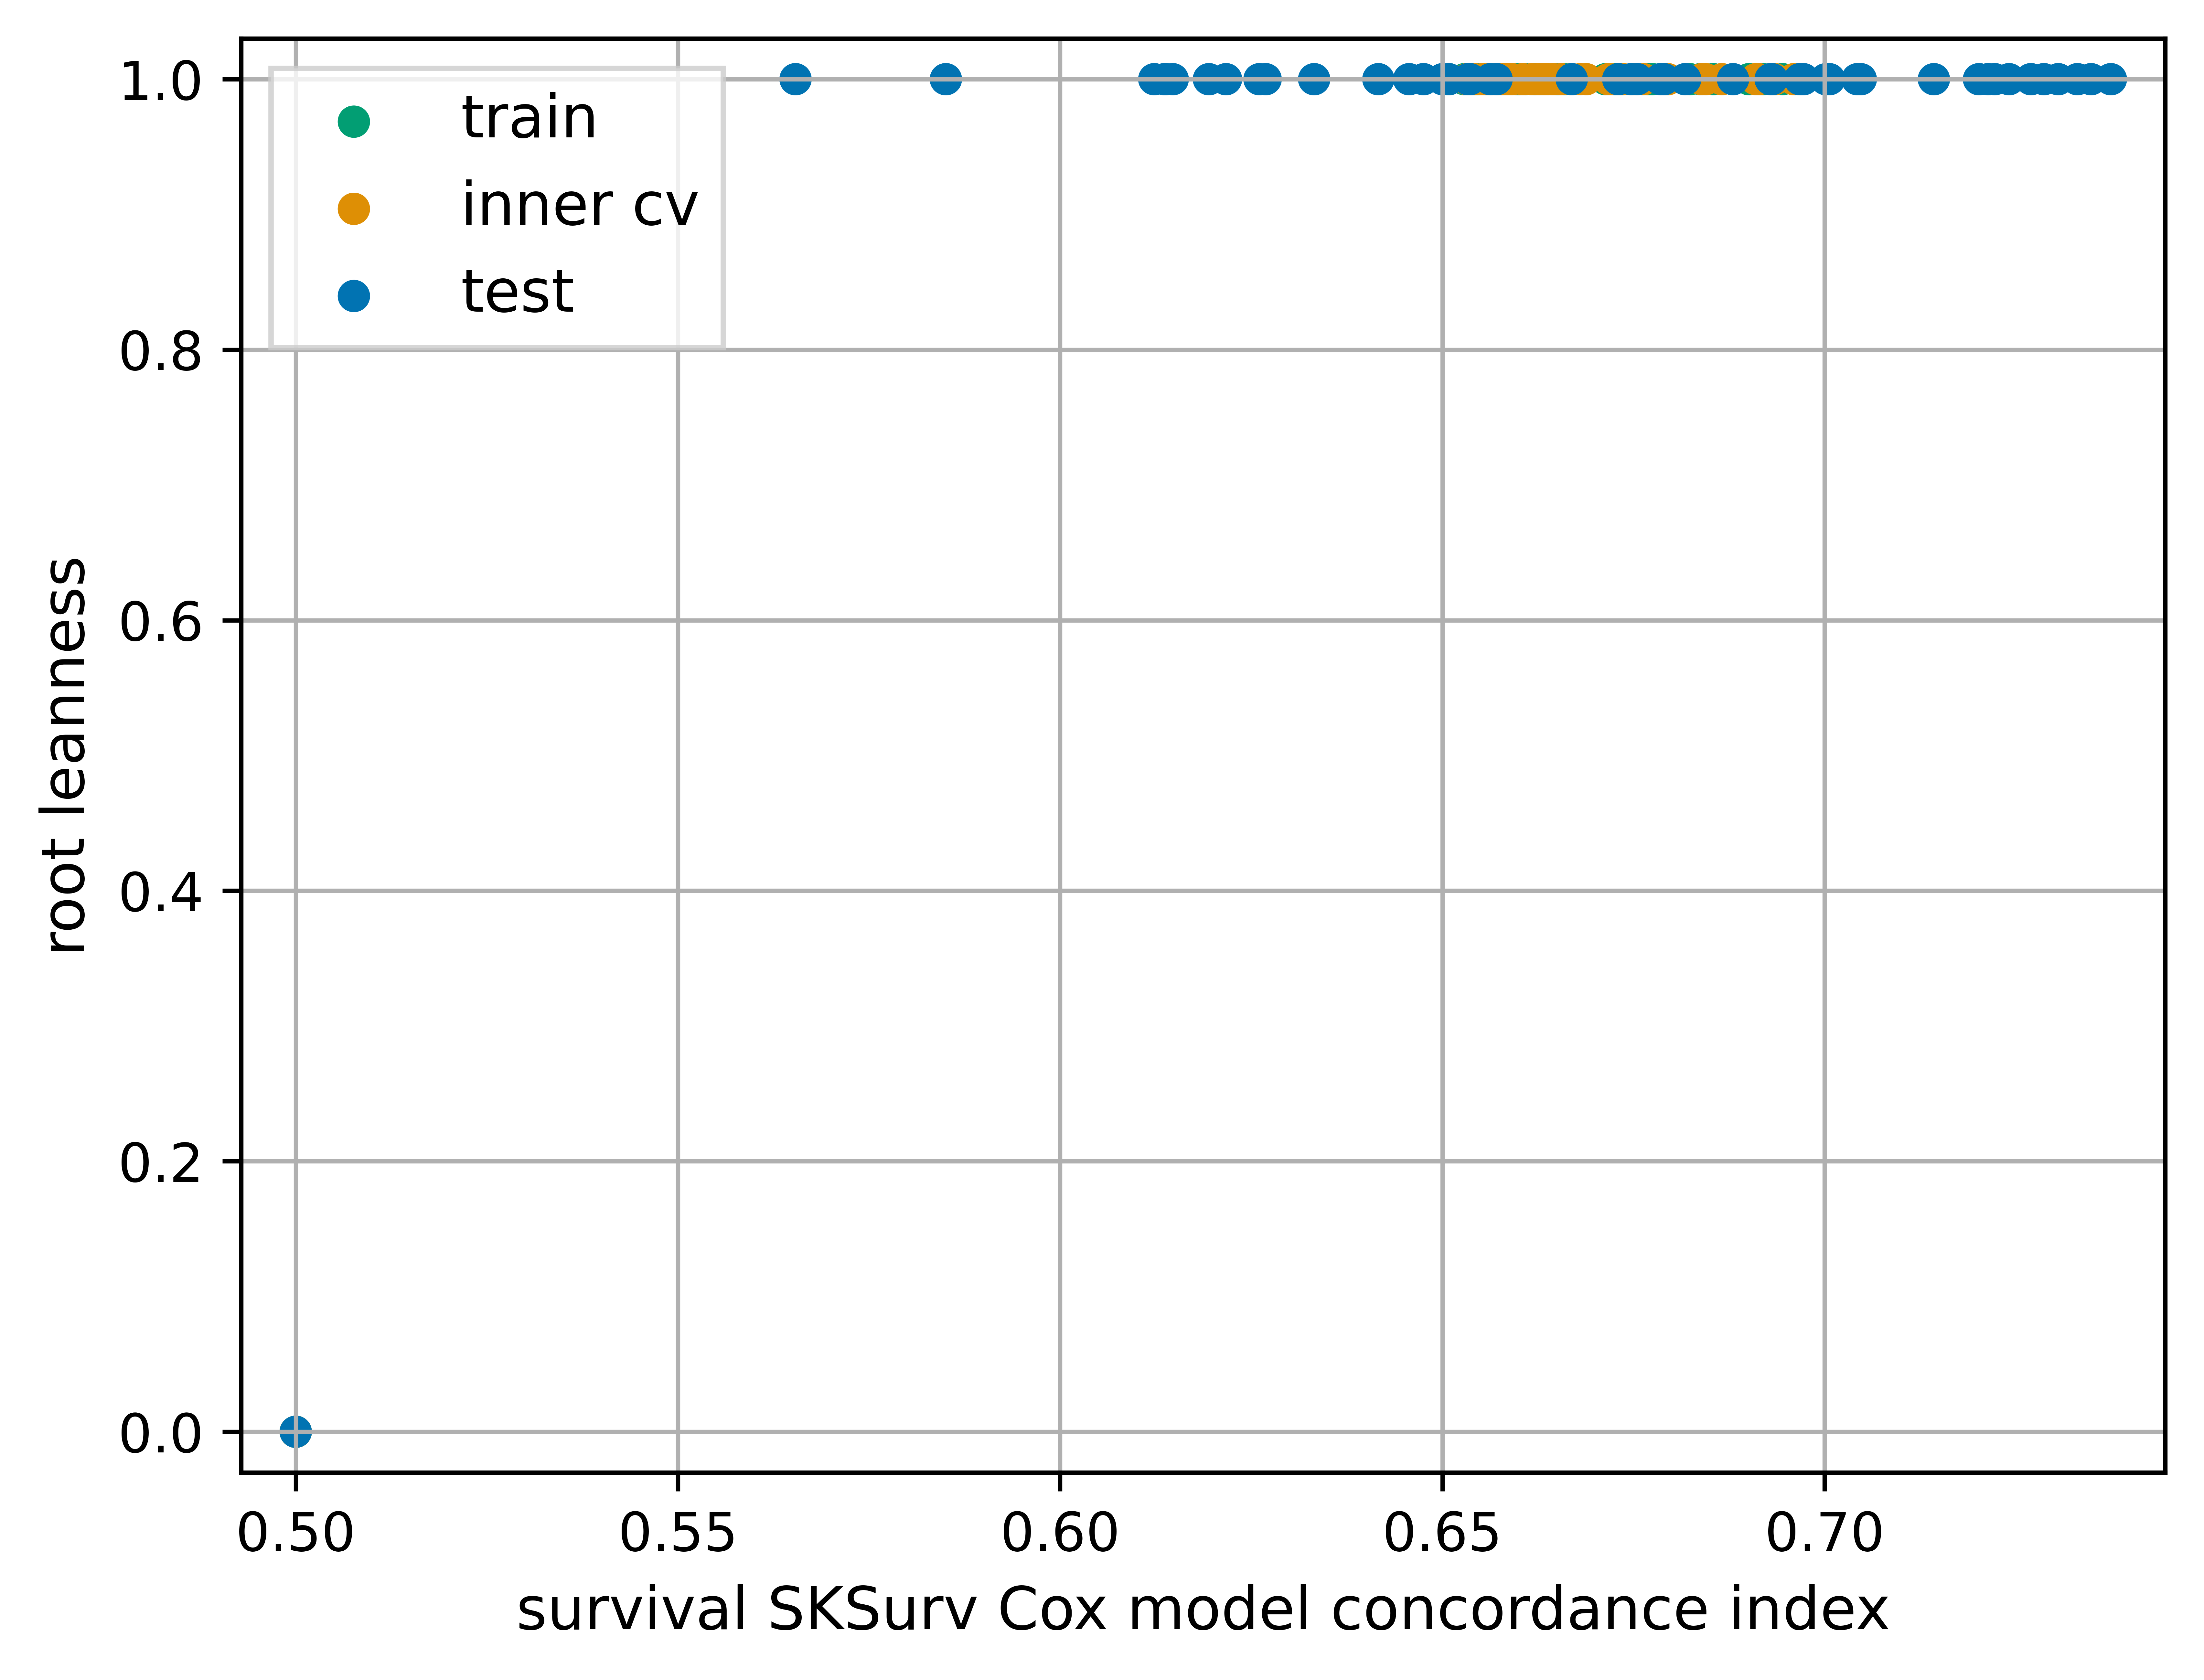 train
inner cv
test
1.0
0.8
0.6
0.4
0.2
0.0
root leanness
0.50 0.55 0.60 0.65 0.70
survival SKSurv Cox model concordance index